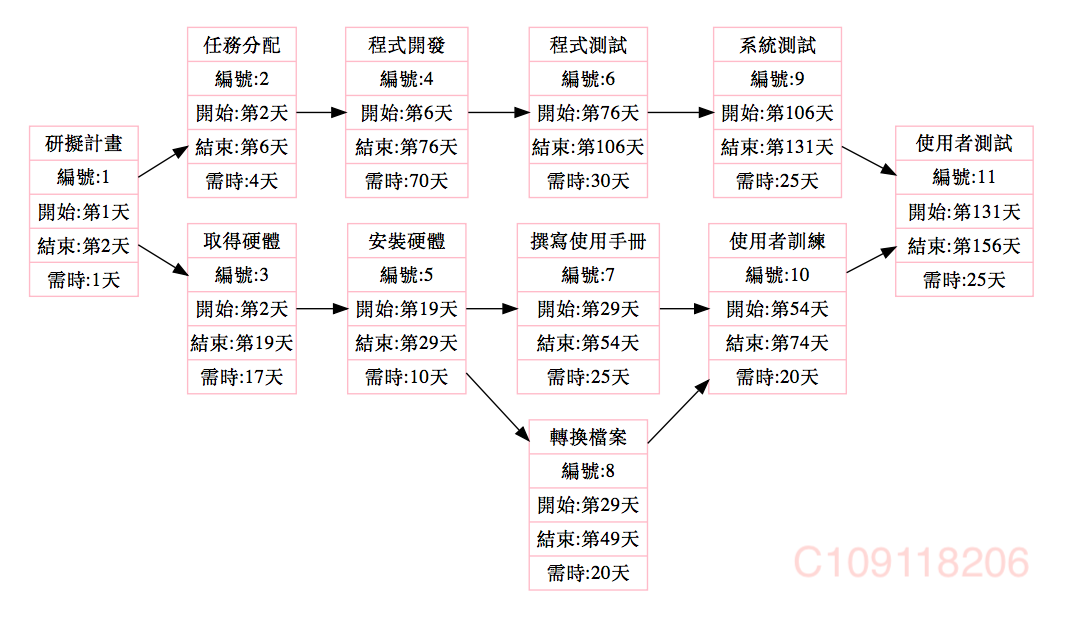 研擬計畫
編號:1
開始:第1天
結束:第2天
需時:1天
任務分配
編號:2
開始:第2天
結束:第6天
需時:4天
取得硬體
編號:3
開始:第2天
結束:第19天
需時:17天
程式開發
編號:4
開始:第6天
結束:第76天
需時:70天
安裝硬體
編號:5
開始:第19天
結束:第29天
需時:10天
程式測試
編號:6
開始:第76天
結束:第106天
需時:30天
撰寫使用手冊
編號:7
開始:第29天
結束:第54天
需時:25天
轉換檔案
編號:8
開始:第29天
結束:第49天
需時:20天
系統測試
編號:9
開始:第106天
結束:第131天
需時:25天
使用者訓練
編號:10
開始:第54天
結束:第74天
需時:20天
使用者測試
編號:11
開始:第131天
結束:第156天
需時:25天
C109118206